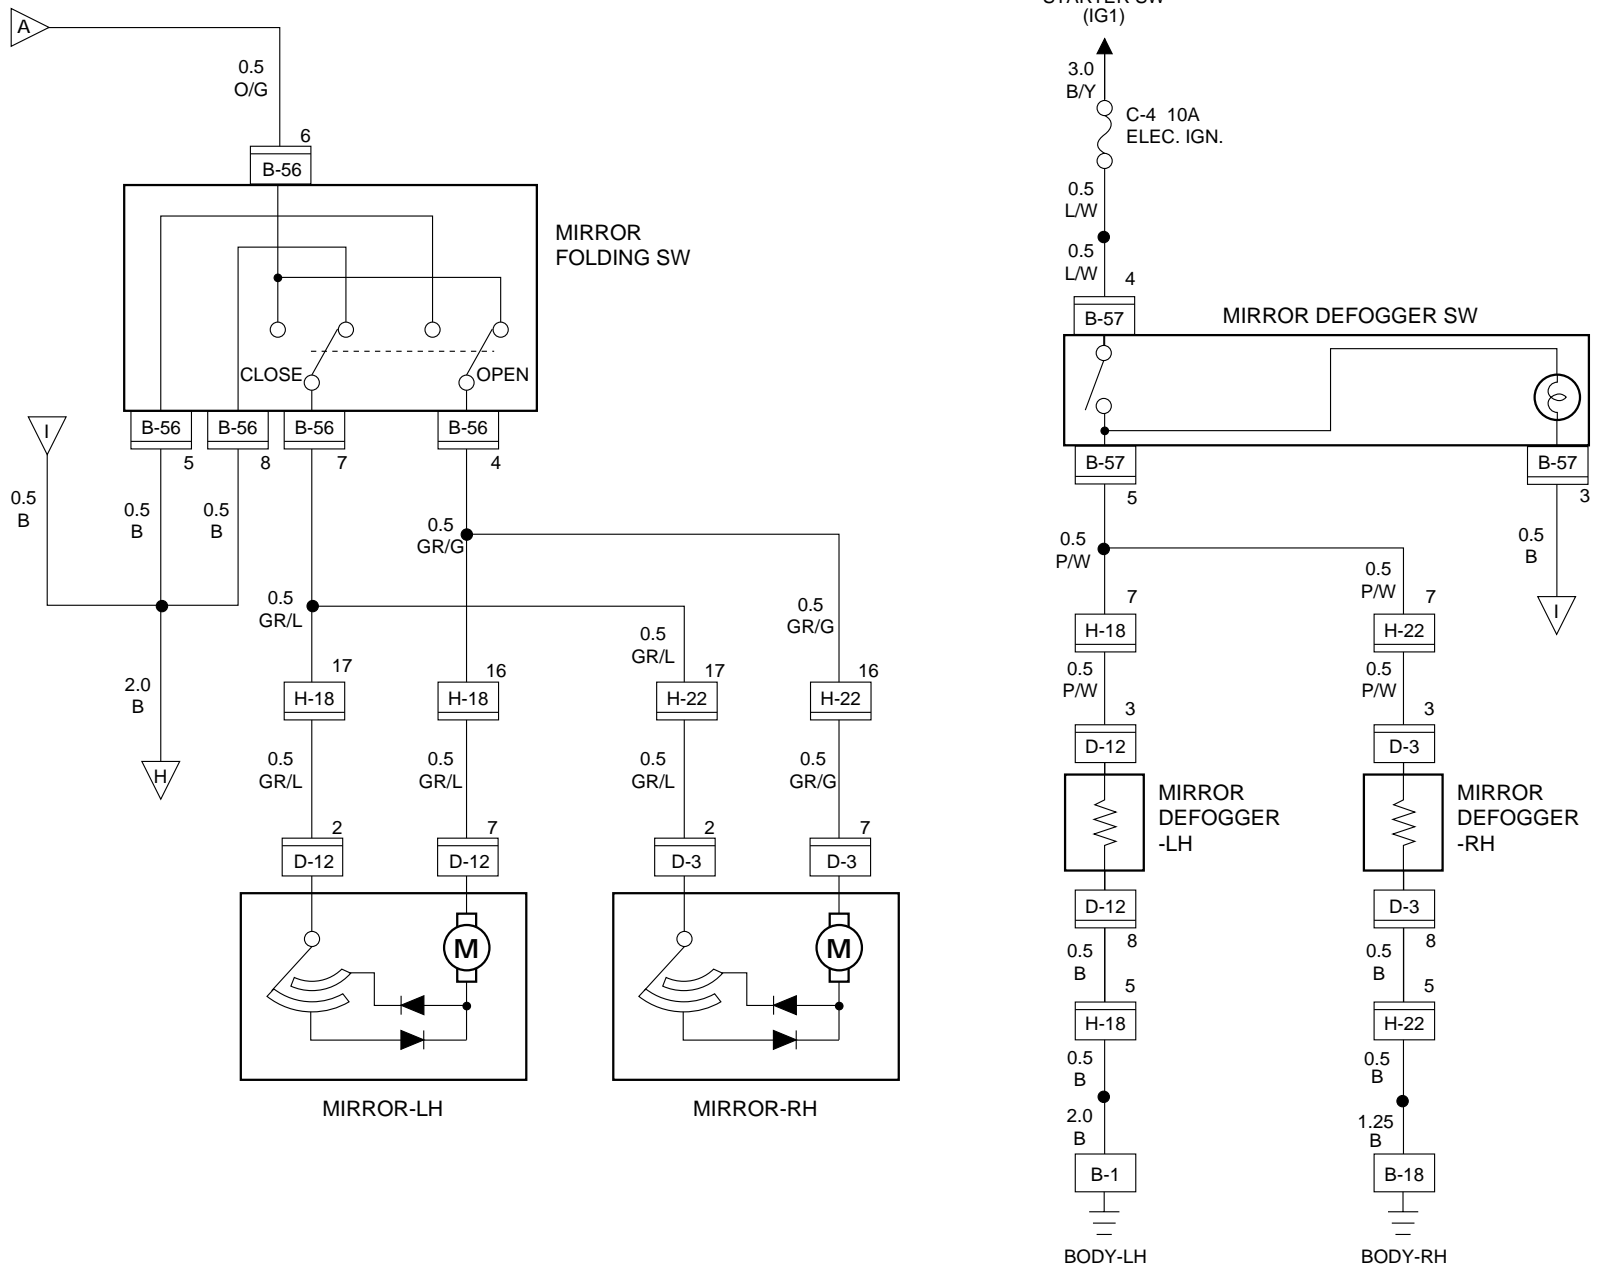 A
0.5
O/G
6
B-56
MIRROR
FOLDING SW
CLOSE
OPEN
I
B-56
B-56
B-56
B-56
5
8
7
4
0.5
B
0.5
B
0.5
B
0.5
GR/G
0.5
GR/L
0.5
GR/L
0.5
GR/G
2.0
B
H
17
H-18
16
H-18
17
H-22
16
H-22
0.5
GR/L
0.5
GR/L
0.5
GR/L
0.5
GR/G
2
D-12
7
D-12
2
D-3
7
D-3
M
M
MIRROR-LH
MIRROR-RH
(IG1)
3.0
B/Y
C-4 10A
ELEC. IGN.
0.5
L/W
0.5
L/W
4
B-57
MIRROR DEFOGGER SW
B-57
5
B-57
3
0.5
P/W
0.5
P/W
0.5
B
I
7
H-18
7
H-22
0.5
P/W
0.5
P/W
3
D-12
3
D-3
MIRROR
DEFOGGER
-LH
MIRROR
DEFOGGER
-RH
D-12
8
D-3
8
0.5
B
0.5
B
5
H-18
5
H-22
0.5
B
0.5
B
2.0
B
1.25
B
B-1
B-18
BODY-LH
BODY-RH